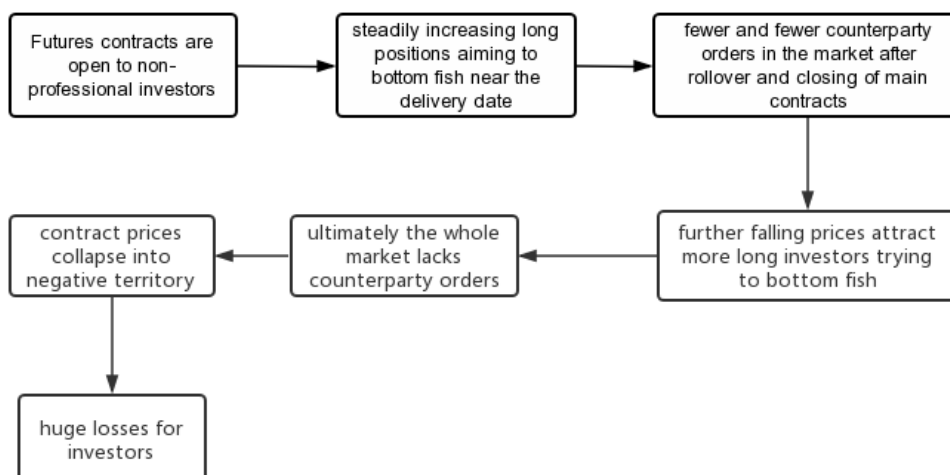 Futures contracts are
open to non-
professional investors
steadily increasing long
positions aiming to
bottom fish near the
delivery date
fewer and fewer counterparty
orders in the market after
rollover and closing of main
contracts
further falling prices attract
more long investors trying
to bottom fish
ultimately the whole
market lacks
counterparty orders
contract prices
collapse into
negative territory
huge losses for
investors